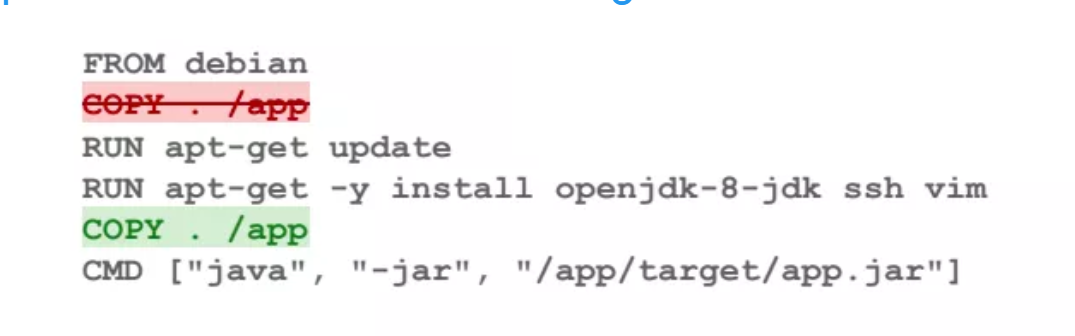 FROM debian
COPY . /app
RUN apt-get update
RUN apt-get -y install openjdk-8-jdk ssh vim
COPY . /app
CMD ["java", "-jar", "/app/target/app.jar"]